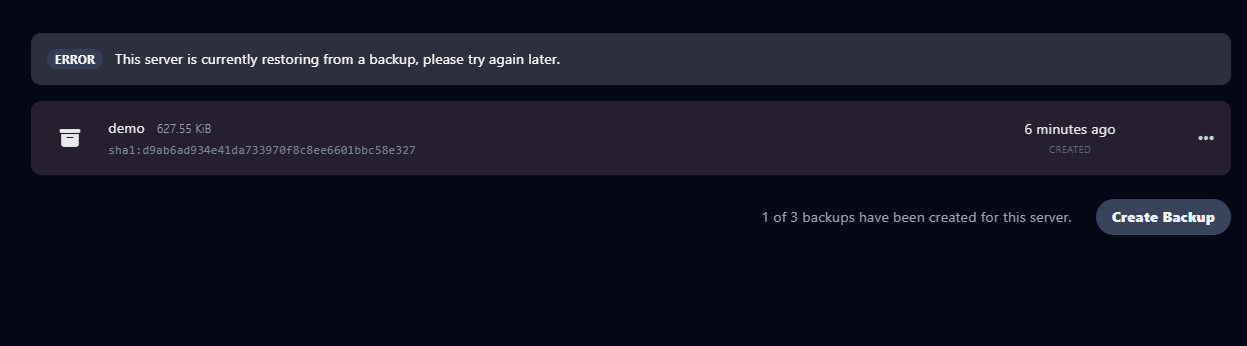 ERROR This server is currently restoring from a backup, please try again later.
demo 627.55 KiB
sha1:d9ab6ad934e41da733970f8c8ee6601bbc58e327
6 minutes ago
CREATED
1 of 3 backups have been created for this server.
Create Backup